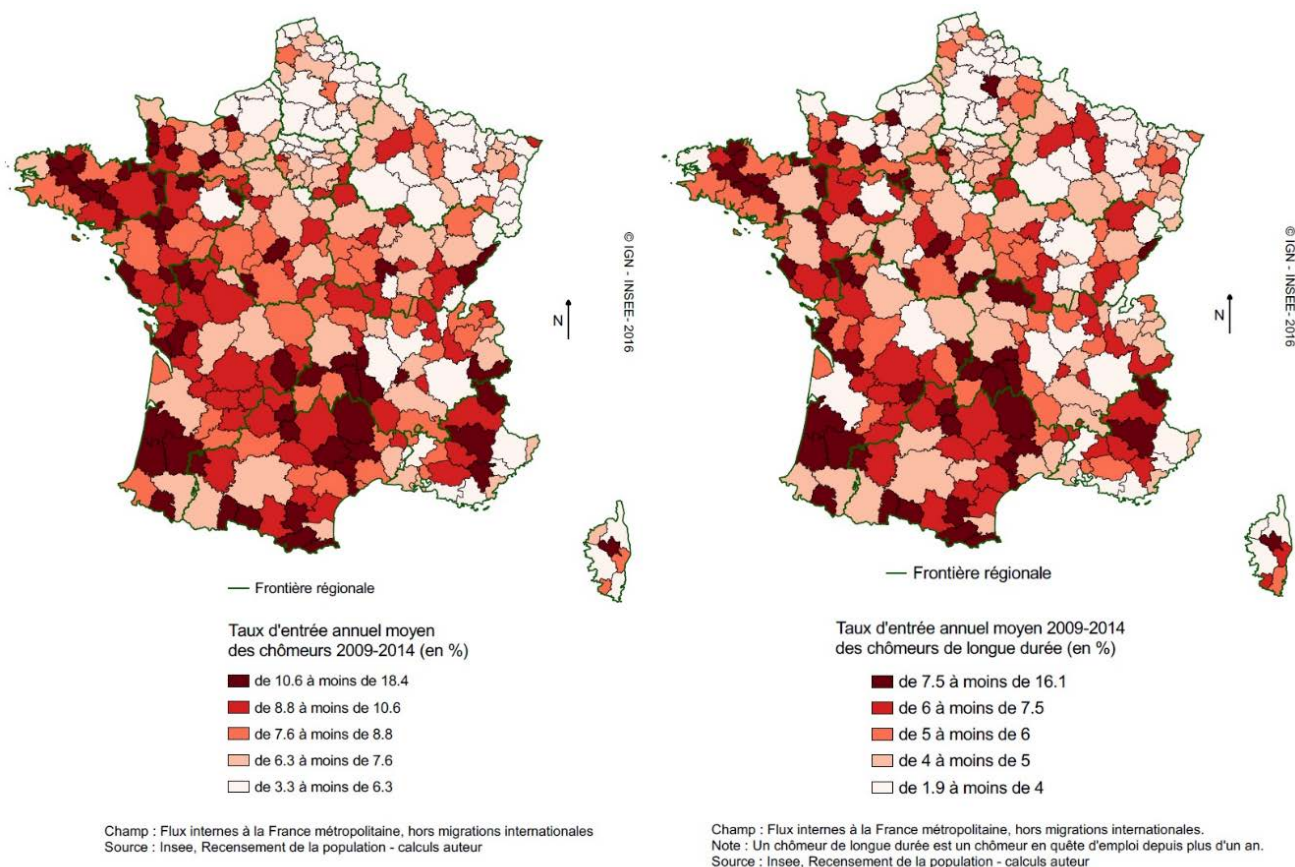 © IGN - INSEE- 2016
N
Frontière régionale
Taux d'entrée annuel moyen
des chômeurs 2009-2014 (en %)
de 10.6 à moins de 18.4
de 8.8 à moins de 10.6
de 7.6 à moins de 8.8
de 6.3 à moins de 7.6
de 3.3 à moins de 6.3
Champ : Flux internes à la France métropolitaine, hors migrations internationales
Source : Insee, Recensement de la population - calculs auteur
© IGN - INSEE- 2016
N
Frontière régionale
Taux d'entrée annuel moyen 2009-2014
des chômeurs de longue durée (en %)
de 7.5 à moins de 16.1
de 6 à moins de 7.5
de 5 à moins de 6
de 4 à moins de 5
de 1.9 à moins de 4
Champ : Flux internes à la France métropolitaine, hors migrations internationales.
Note : Un chômeur de longue durée est un chômeur en quête d'emploi depuis plus d'un an.
Source : Insee, Recensement de la population - calculs auteur